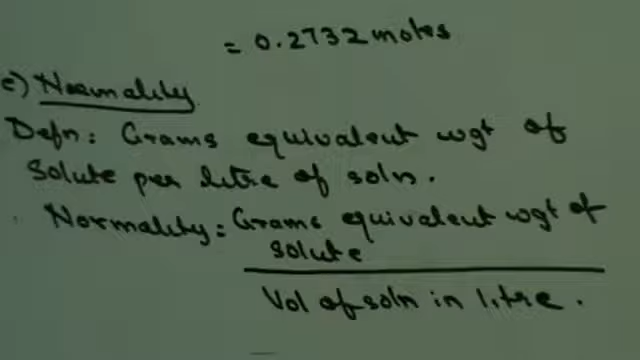 = 0.2732 moles
e) Normality
Defn: Grams equivalent wgt of
Solute per litre of soln.
Normality = Grams equivalent wgt of
solute
Vol of soln in litre.